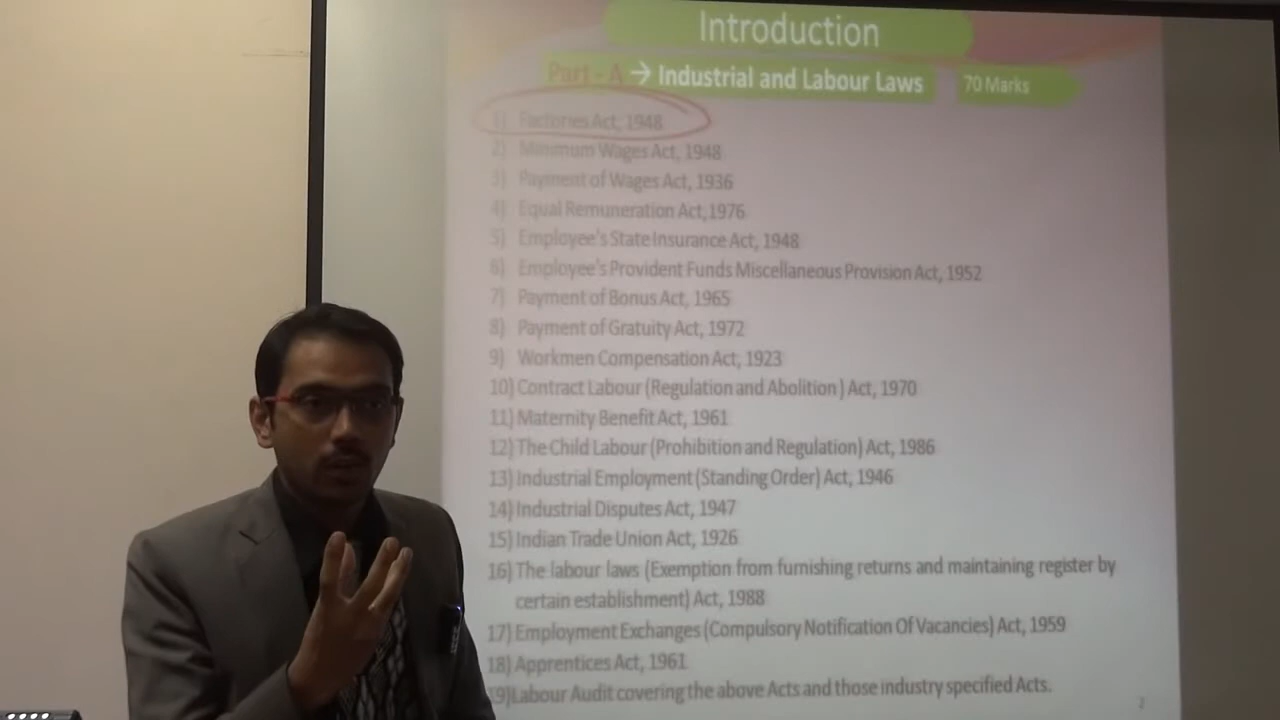 Introduction
Part - A → Industrial and Labour Laws 70 Marks
1) Factories Act, 1948
2) Minimum Wages Act, 1948
3) Payment of Wages Act, 1936
4) Equal Remuneration Act,1976
5) Employee's State Insurance Act, 1948
6) Employee's Provident Funds Miscellaneous Provision Act, 1952
7) Payment of Bonus Act, 1965
8) Payment of Gratuity Act, 1972
9) Workmen Compensation Act, 1923
10) Contract Labour (Regulation and Abolition ) Act, 1970
11) Maternity Benefit Act, 1961
12) The Child Labour (Prohibition and Regulation) Act, 1986
13) Industrial Employment (Standing Order) Act, 1946
14) Industrial Disputes Act, 1947
15) Indian Trade Union Act, 1926
16) The labour laws (Exemption from furnishing returns and maintaining register by
certain establishment) Act, 1988
17) Employment Exchanges (Compulsory Notification Of Vacancies) Act, 1959
18) Apprentices Act, 1961
19) Labour Audit covering the above Acts and those industry specified Acts.
2